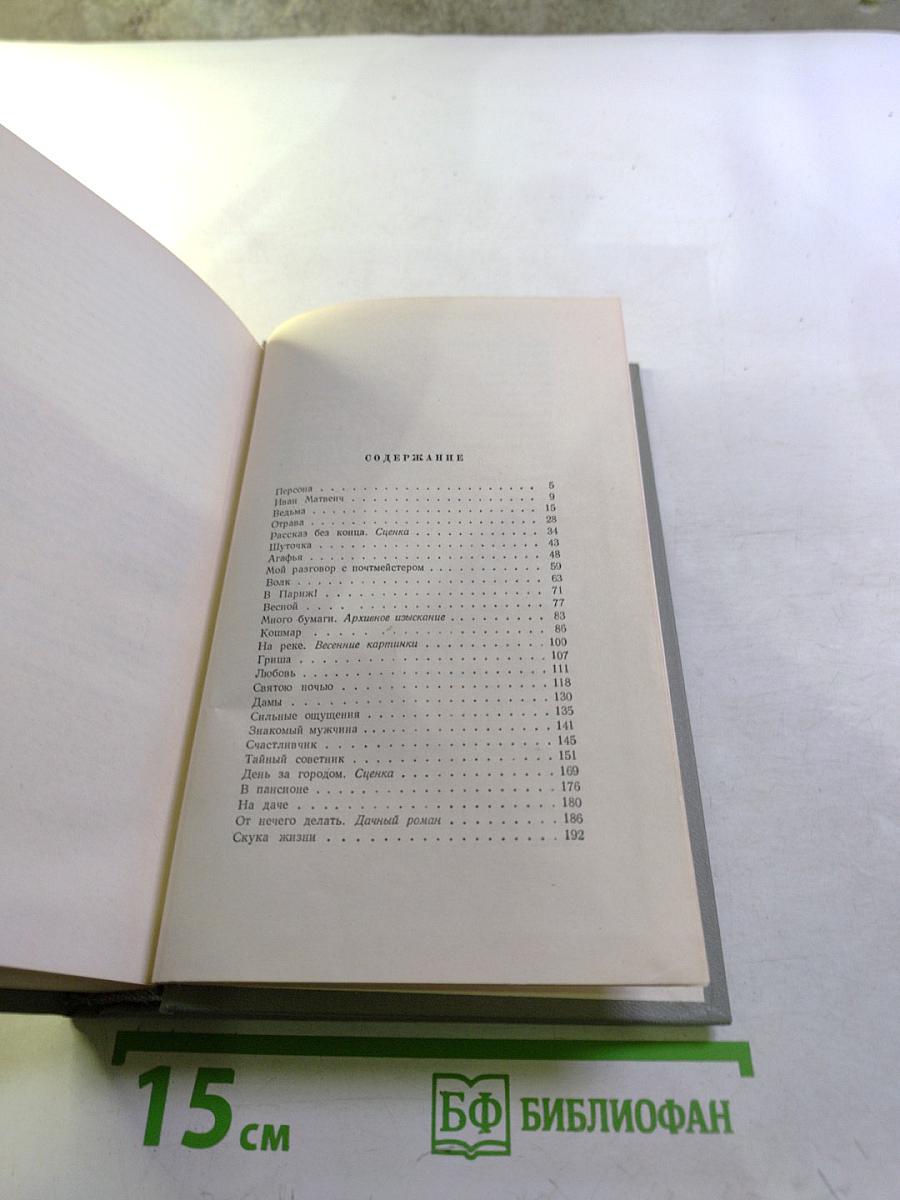 СОДЕРЖАНИЕ
Персона . . . . . . . . . . . . . . . . . . . . 5
Иван Матвеич . . . . . . . . . . . . . . . . . 9
Ведьма . . . . . . . . . . . . . . . . . . . . 15
Отрава . . . . . . . . . . . . . . . . . . . . 28
Рассказ без конца. Сценка . . . . . . . . . . . 34
Шуточка . . . . . . . . . . . . . . . . . . . . 43
Агафья . . . . . . . . . . . . . . . . . . . . 48
Мой разговор с почтмейстером . . . . . . . . . . 59
Волк . . . . . . . . . . . . . . . . . . . . . 63
В Париж! . . . . . . . . . . . . . . . . . . . 71
Весной . . . . . . . . . . . . . . . . . . . . 77
Много бумаги. Архивное изыскание . . . . . . . . 83
Кошмар . . . . . . . . . . . . . . . . . . . . 86
На реке. Весенние картинки . . . . . . . . . . . 100
Гриша . . . . . . . . . . . . . . . . . . . . 107
Любовь . . . . . . . . . . . . . . . . . . . . 111
Святою ночью . . . . . . . . . . . . . . . . . 118
Дамы . . . . . . . . . . . . . . . . . . . . . 130
Сильные ощущения . . . . . . . . . . . . . . . 135
Знакомый мужчина . . . . . . . . . . . . . . . 141
Счастливчик . . . . . . . . . . . . . . . . . . 145
Тайный советник . . . . . . . . . . . . . . . . 151
День за городом. Сценка . . . . . . . . . . . . 169
В пансионе . . . . . . . . . . . . . . . . . . 176
На даче . . . . . . . . . . . . . . . . . . . . 180
От нечего делать. Дачный роман . . . . . . . . . 186
Скука жизни . . . . . . . . . . . . . . . . . . 192
15 см
БФ БИБЛИОФАН